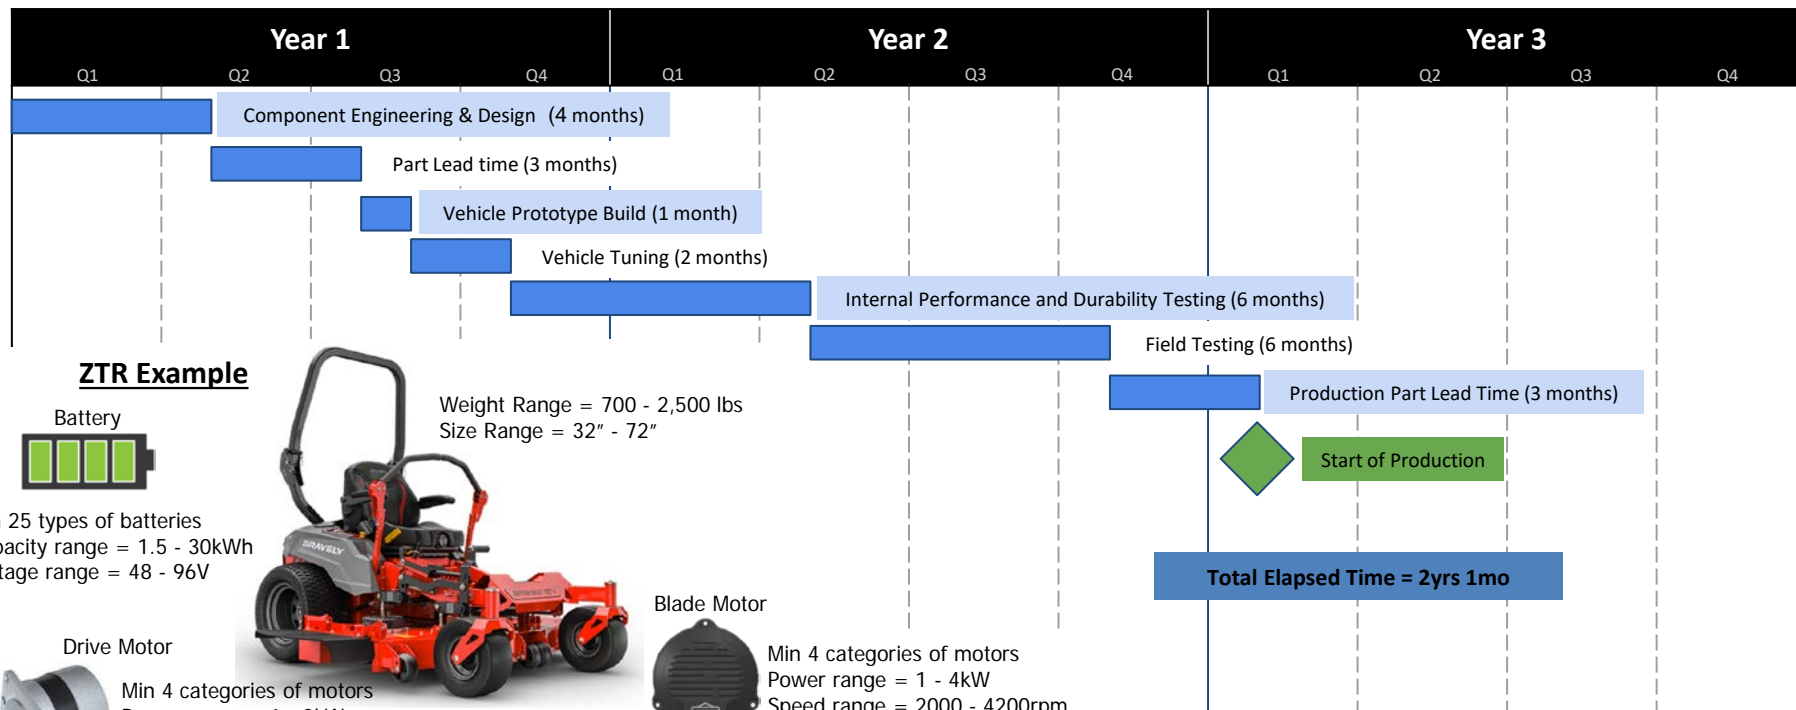 Year 1
Year 2
Year 3
Q1
Q2
Q3
Q4
Q1
Q2
Q3
Q4
Q1
Q2
Q3
Q4
Component Engineering & Design (4 months)
Part Lead time (3 months)
Vehicle Prototype Build (1 month)
Vehicle Tuning (2 months)
Internal Performance and Durability Testing (6 months)
Field Testing (6 months)
Production Part Lead Time (3 months)
Start of Production
Total Elapsed Time = 2yrs 1mo
ZTR Example
Weight Range = 700 - 2,500 lbs
Size Range = 32″ - 72″
Battery
25 types of batteries
range = 1.5 - 30kWh
range = 48 - 96V
GRAVELY
Drive Motor
Min 4 categories of motors
Blade Motor
Min 4 categories of motors
Power range = 1 - 4kW
Speed range = 2000 - 4200rpm